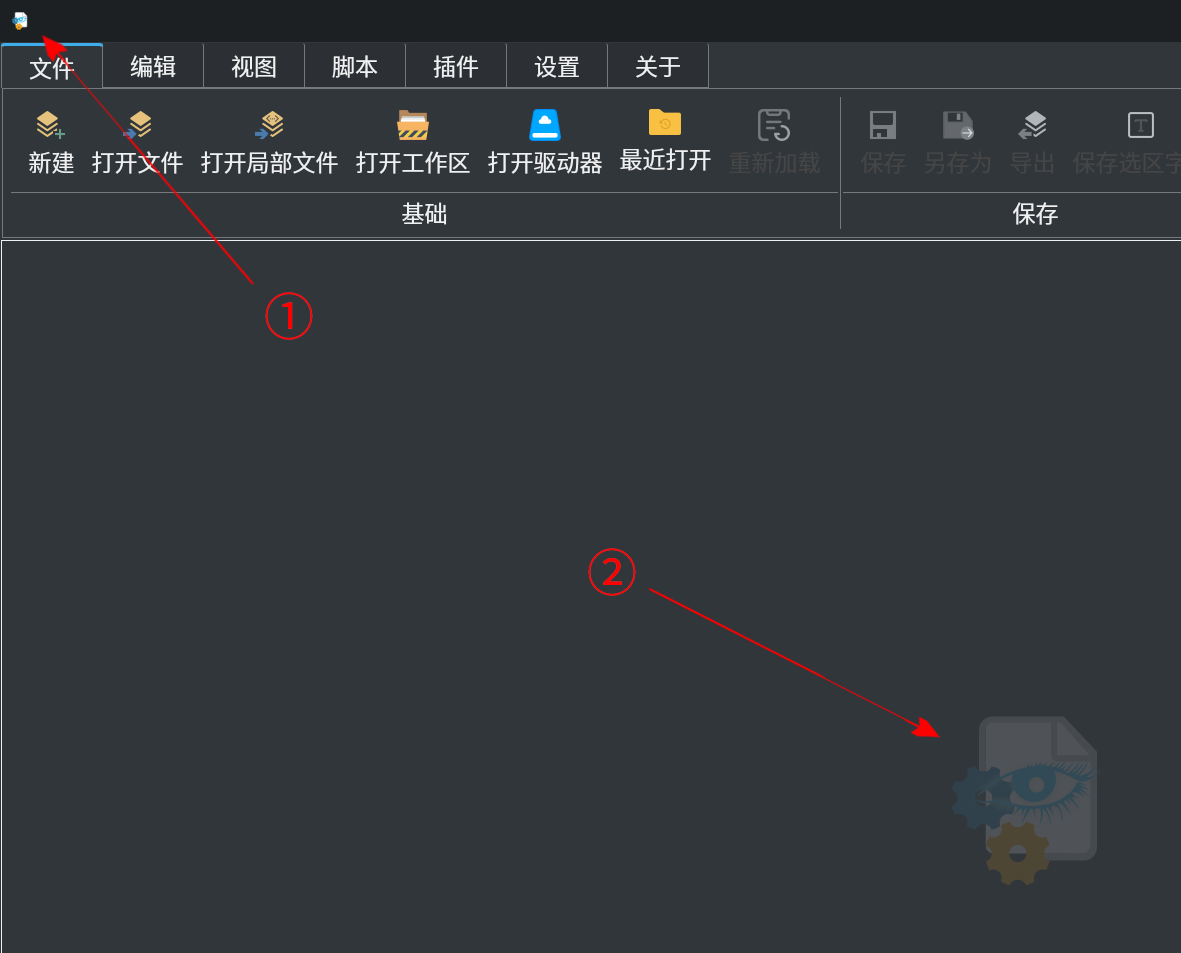 文件 编辑 视图 脚本 插件 设置 关于
新建 打开文件 打开局部文件 打开工作区 打开驱动器 最近打开 重新加载 保存 另存为 导出 保存选区字
基础 保存
①
②